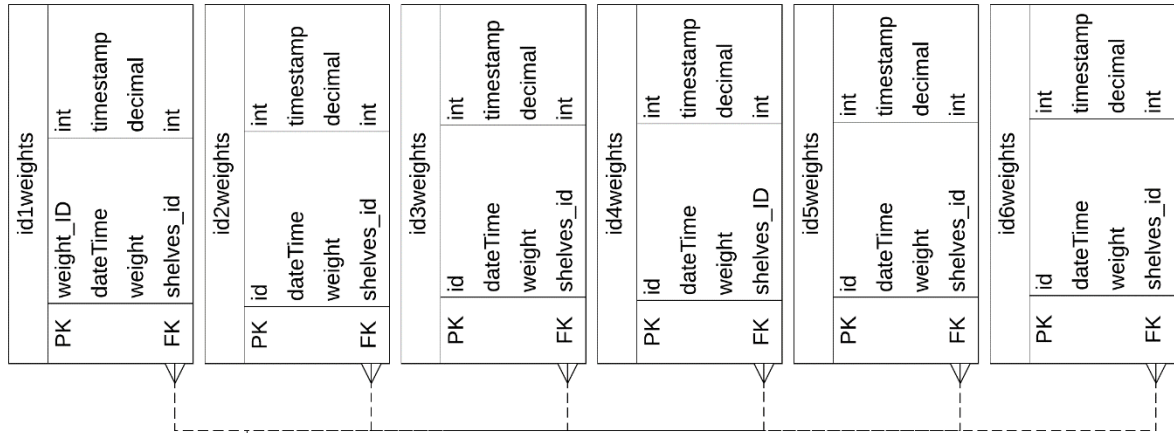 id1weights
PK weight_ID int
dateTime timestamp
weight decimal
FK shelves_id int
id2weights
PK id int
dateTime timestamp
weight decimal
FK shelves_id int
id3weights
PK id int
dateTime timestamp
weight decimal
FK shelves_id int
id4weights
PK id int
dateTime timestamp
weight decimal
FK shelves_ID int
id5weights
PK id int
dateTime timestamp
weight decimal
FK shelves_id int
id6weights
PK id int
dateTime timestamp
weight decimal
FK shelves_id int